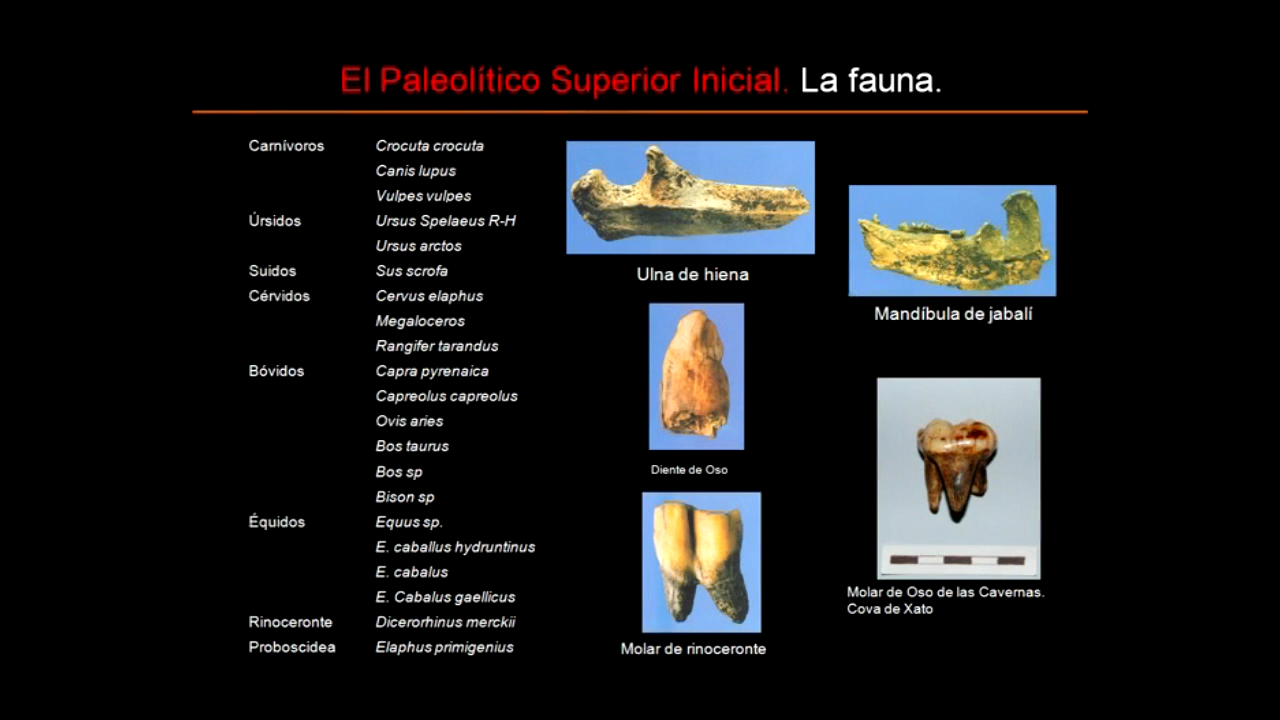 El Paleolítico Superior Inicial. La fauna.
Carnívoros Crocuta crocuta
Canis lupus
Vulpes vulpes
Úrsidos Ursus Spelaeus R-H
Ursus arctos
Suidos Sus scrofa
Cérvidos Cervus elaphus
Megaloceros
Rangifer tarandus
Bóvidos Capra pyrenaica
Capreolus capreolus
Ovis aries
Bos taurus
Bos sp
Bison sp
Équidos Equus sp.
E. caballus hydruntinus
E. cabalus
E. Cabalus gaellicus
Rinoceronte Dicerorhinus merckii
Proboscidea Elaphus primigenius
Ulna de hiena
Mandíbula de jabalí
Diente de Oso
Molar de Oso de las Cavernas.
Cova de Xato
Molar de rinoceronte